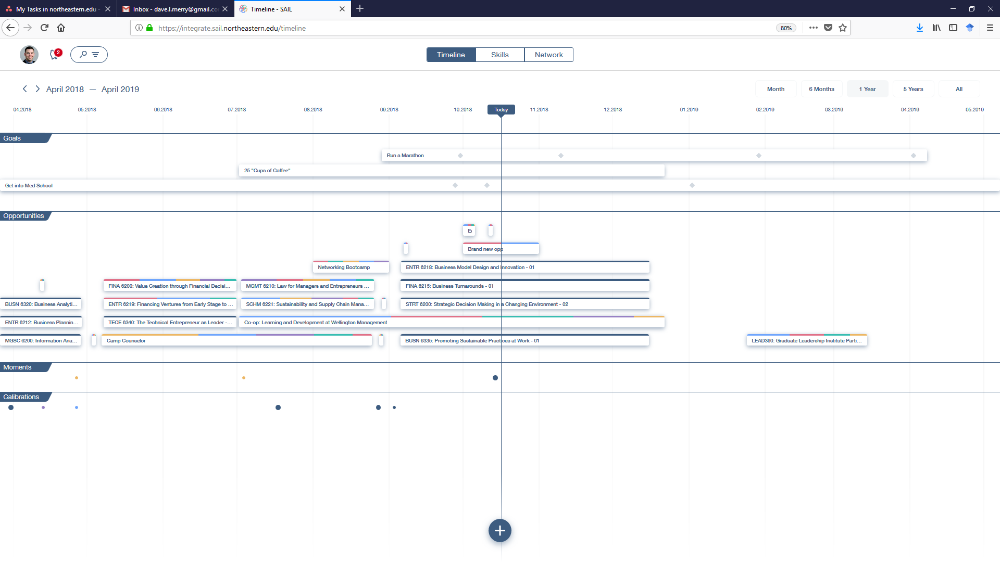 My Tasks in northeastern.edu -
Inbox - dave.l.merry@gmail.co
Timeline - SAIL
https://integrate.sail.northeastern.edu/timeline
80%
2
Timeline
Skills
Network
April 2018 — April 2019
Month
6 Months
1 Year
5 Years
All
04.2018
05.2018
06.2018
07.2018
08.2018
09.2018
10.2018
Today
11.2018
12.2018
01.2019
02.2019
03.2019
04.2019
05.2019
Goals
Run a Marathon
25 "Cups of Coffee"
Get into Med School
Opportunities
Brand new opp
Networking Bootcamp
ENTR 6218: Business Model Design and Innovation - 01
FINA 6200: Value Creation through Financial Decisi...
MGMT 6210: Law for Managers and Entrepreneurs ...
FINA 6215: Business Turnarounds - 01
BUSN 6320: Business Analyti...
ENTR 6219: Financing Ventures from Early Stage to ...
SCHM 6221: Sustainability and Supply Chain Mana...
STRT 6200: Strategic Decision Making in a Changing Environment - 02
ENTR 6212: Business Plannin...
TECE 6340: The Technical Entrepreneur as Leader -...
Co-op: Learning and Development at Wellington Management
MGSC 6200: Information Ana...
Camp Counselor
BUSN 6335: Promoting Sustainable Practices at Work - 01
LEAD360: Graduate Leadership Institute Parti...
Moments
Calibrations